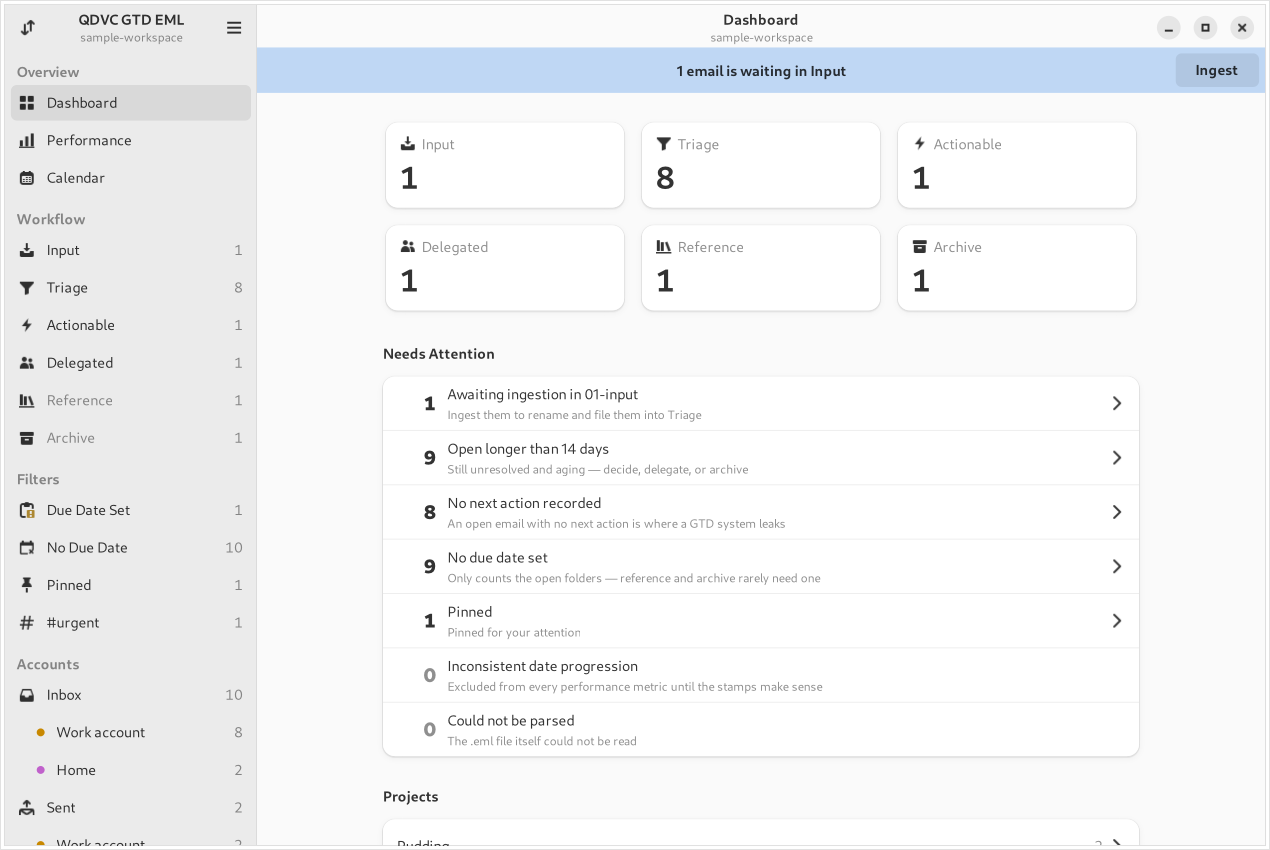 QDVC GTD EML
sample-workspace
Overview
Dashboard
Performance
Calendar
Workflow
Input 1
Triage 8
Actionable 1
Delegated 1
Reference 1
Archive 1
Filters
Due Date Set 1
No Due Date 10
Pinned 1
#urgent 1
Accounts
Inbox 10
Work account 8
Home 2
Sent 2
Work account 2
Dashboard
sample-workspace
1 email is waiting in Input
Ingest
Input
1
Triage
8
Actionable
1
Delegated
1
Reference
1
Archive
1
Needs Attention
1
Awaiting ingestion in 01-input
Ingest them to rename and file them into Triage
9
Open longer than 14 days
Still unresolved and aging — decide, delegate, or archive
8
No next action recorded
An open email with no next action is where a GTD system leaks
9
No due date set
Only counts the open folders — reference and archive rarely need one
1
Pinned
Pinned for your attention
0
Inconsistent date progression
Excluded from every performance metric until the stamps make sense
0
Could not be parsed
The .eml file itself could not be read
Projects
Pudding 2